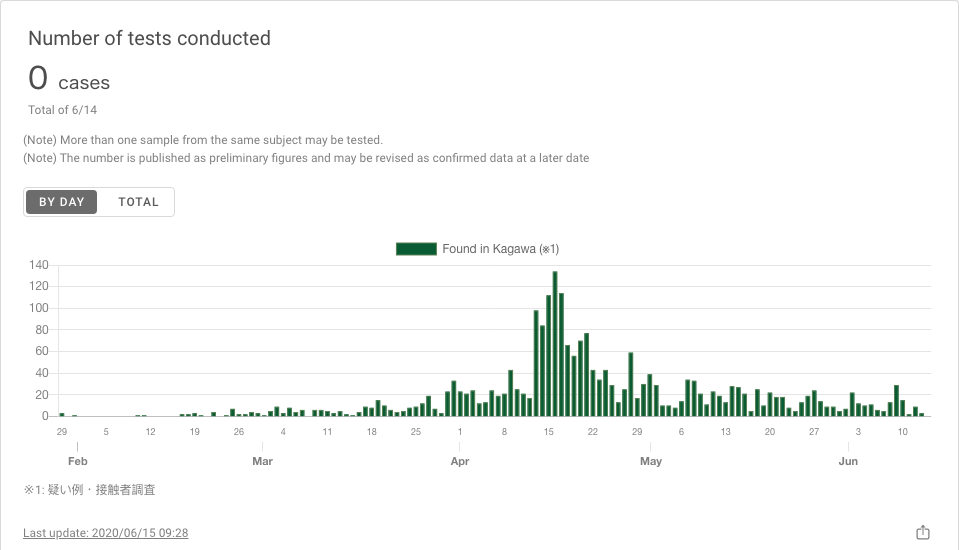 Number of tests conducted
0 cases
Total of 6/14
(Note) More than one sample from the same subject may be tested.
(Note) The number is published as preliminary figures and may be revised as confirmed data at a later date
BY DAY TOTAL
Found in Kagawa (※1)
140
120
100
80
60
40
20
0
29 5 12 19 26 4 11 18 25 1 8 15 22 29 6 13 20 27 3 10
Feb Mar Apr May Jun
※1: 疑い例・接触者調査
Last update: 2020/06/15 09:28